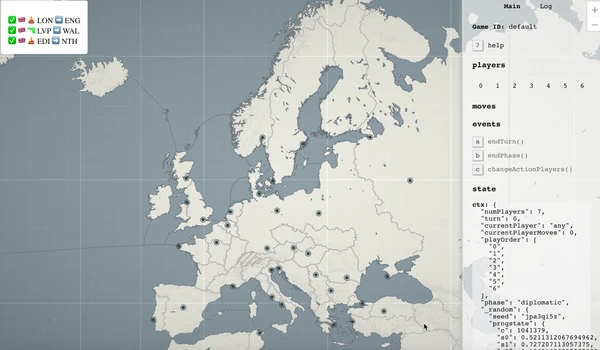 LON ➡ ENG
LVP ➡ WAL
EDI ➡ NTH
Main Log
Game ID: default
? help
players
0 1 2 3 4 5 6
moves
events
a endTurn()
b endPhase()
c changeActionPlayers()
state
ctx: {
"numPlayers": 7,
"turn": 0,
"currentPlayer": "any",
"currentPlayerMoves": 0,
"playOrder": [
"0",
"1",
"2",
"3",
"4",
"5",
"6"
],
"phase": "diplomatic",
"_random": {
"seed": "jpa3qi5z",
"prngstate": {
"c": 1041379,
"s0": 0.5211312067694962,
"s1": 0.727207113057375,
+
−